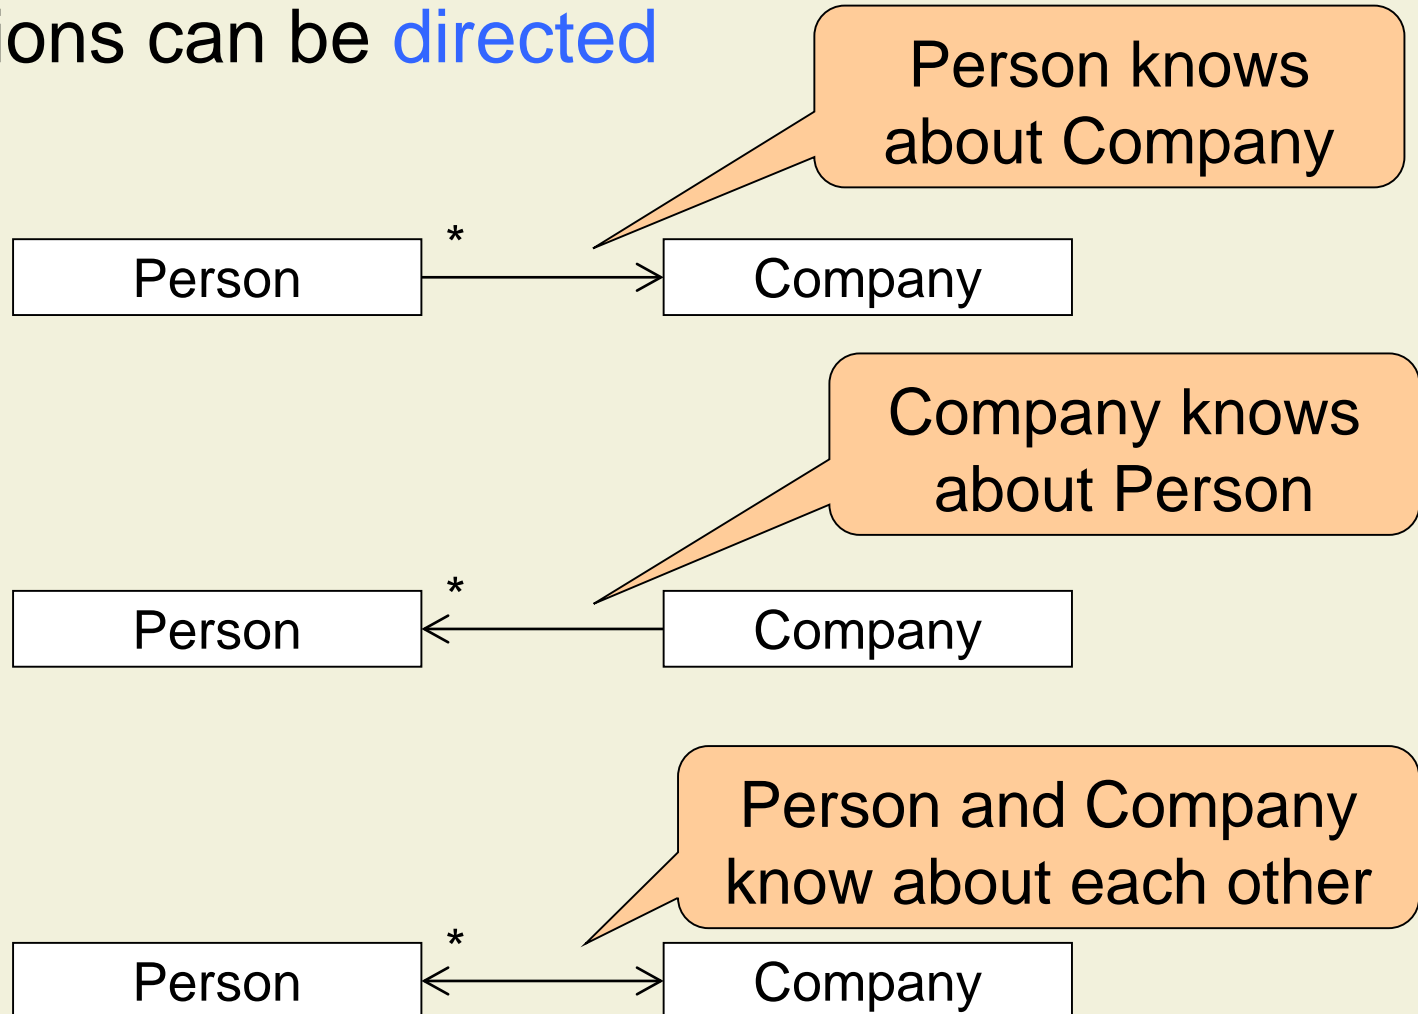 ions can be directed
Person knows
about Company
*
Person
Company
Company knows
about Person
*
Person
Company
Person and Company
know about each other
*
Person
Company